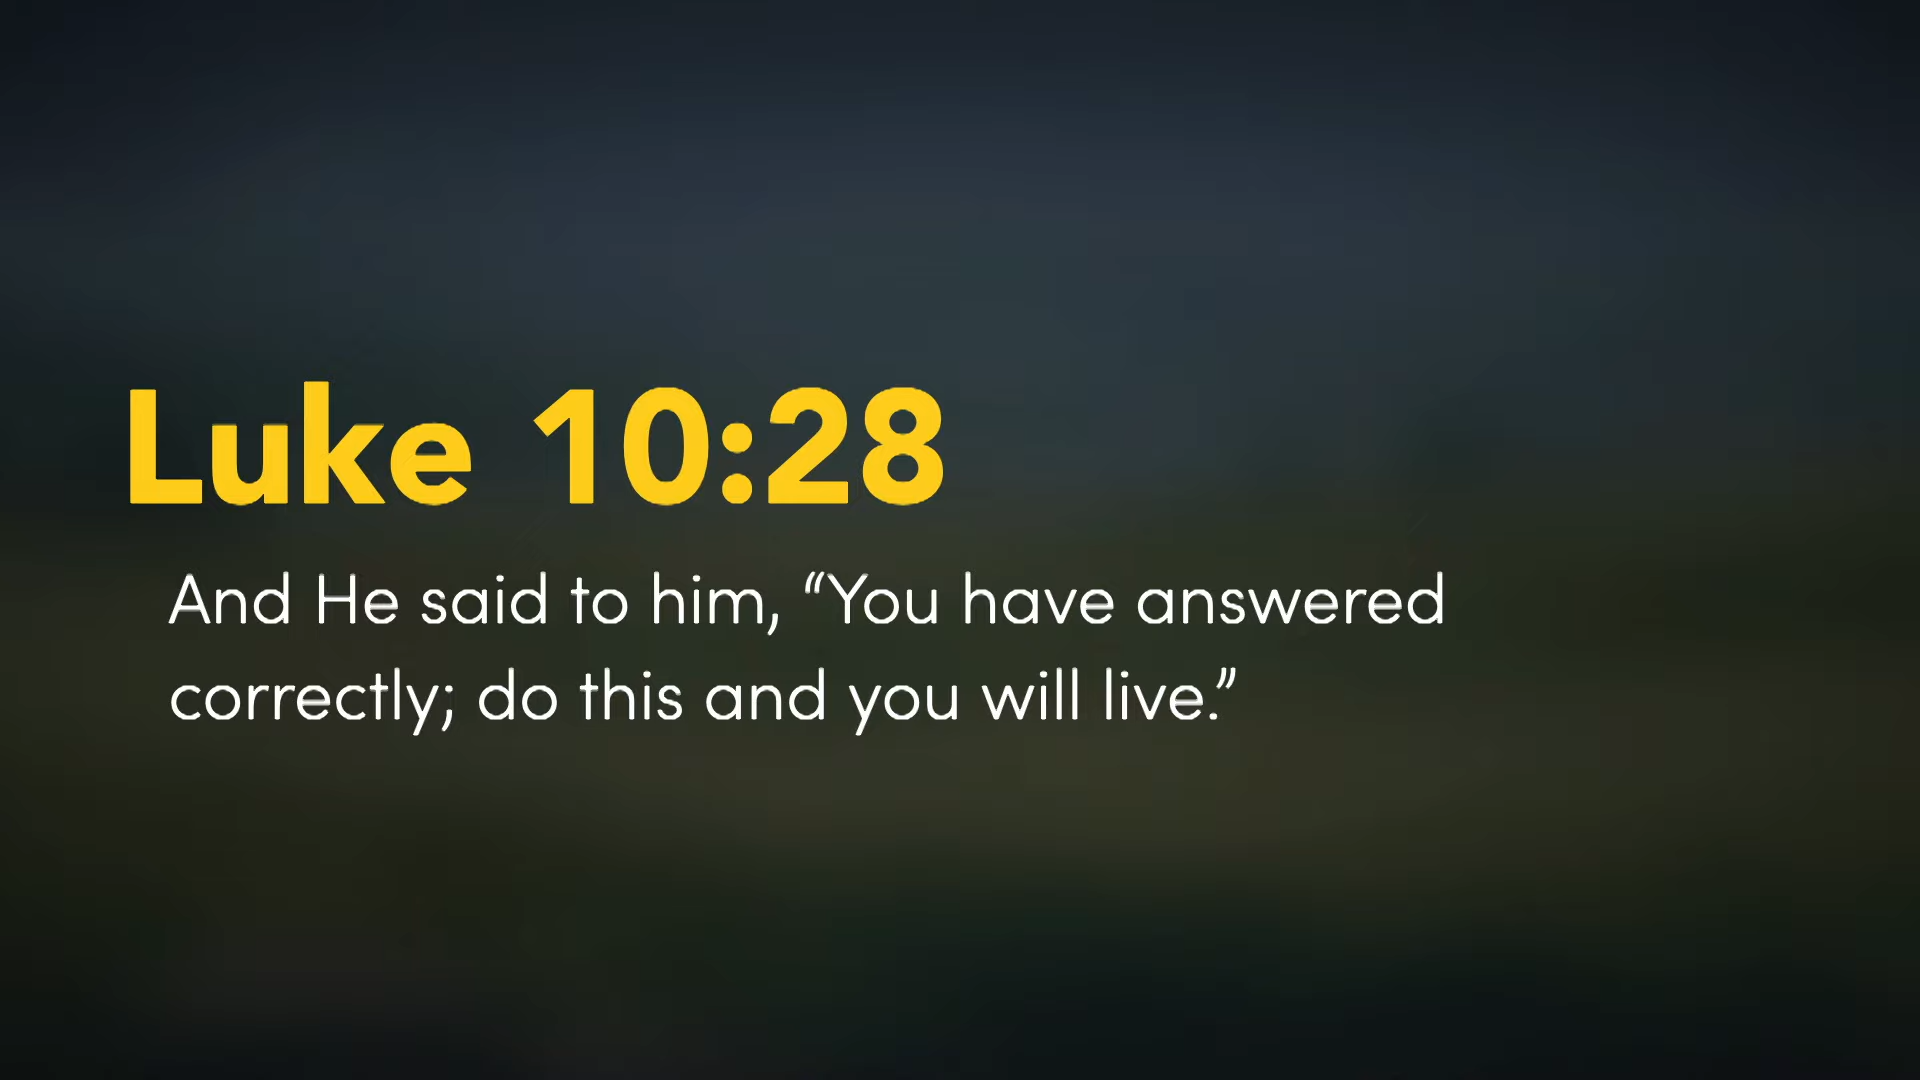 Luke 10:28
And He said to him, “You have answered
correctly; do this and you will live.”